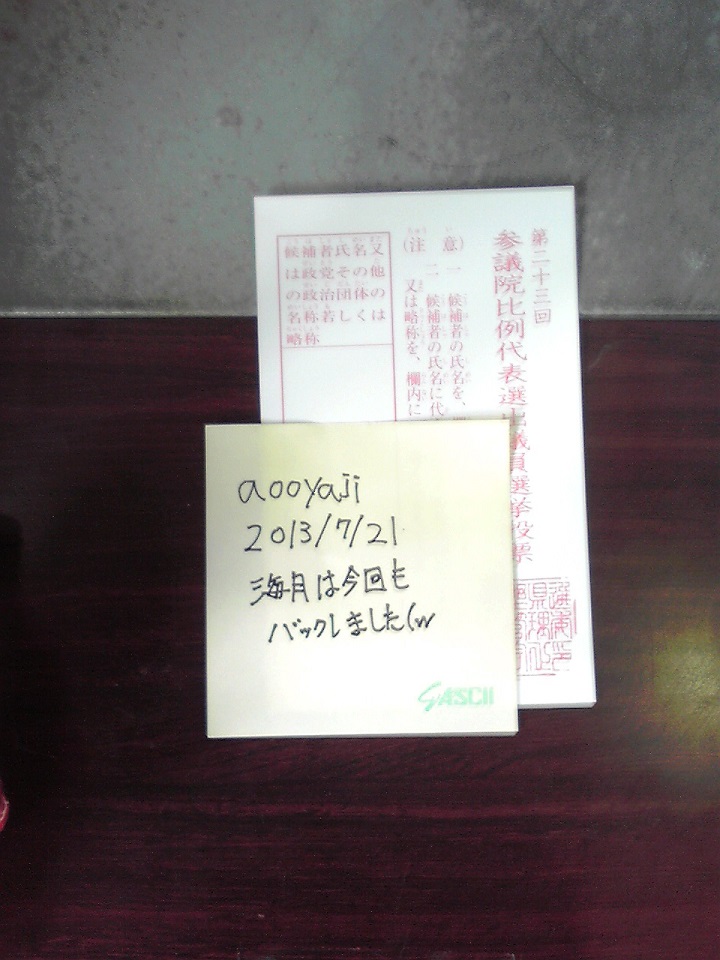 第二十三回
参議院比例代表選出議員選挙投票
(注意)
一 候補者の氏名を、
二 候補者の氏名に代
又は略称を、欄内に
又は他のは
名の体く
氏その団し
者党治若
補政政称称
候はの名略
aooyaji
2013/7/21
海月は今回も
バックしました(w
ASCII